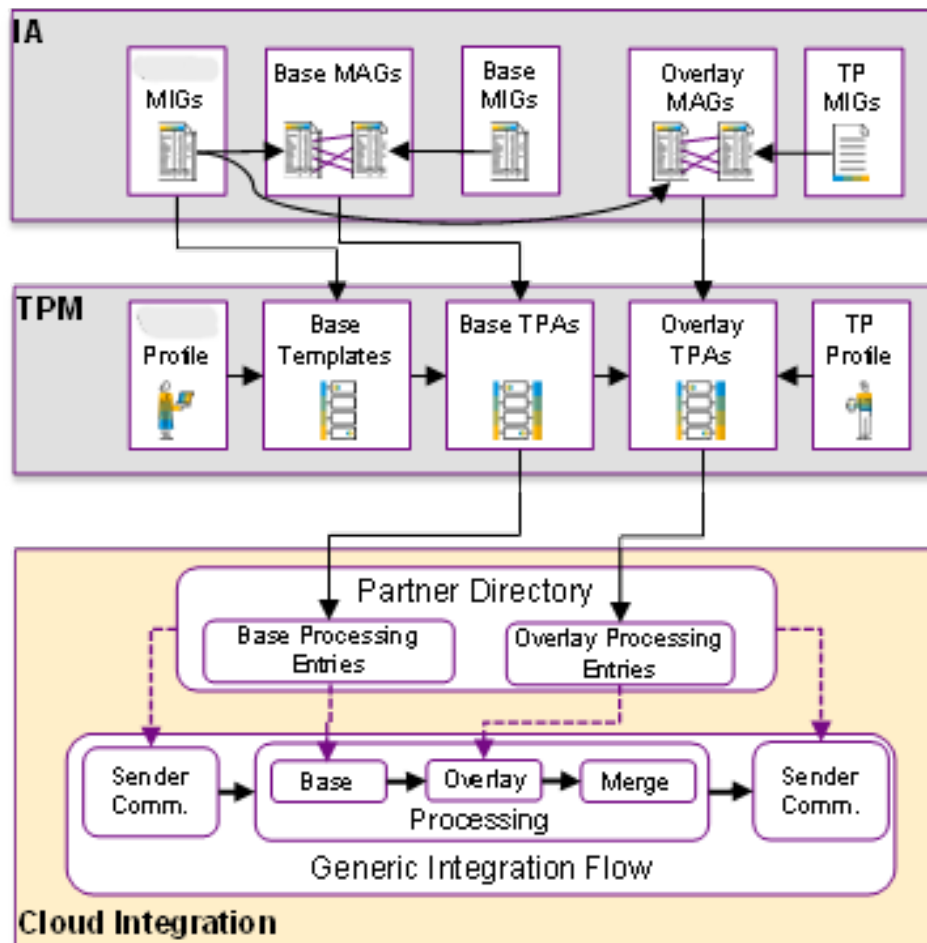 IA
MIGs
Base MAGs
Base
MIGs
Overlay
MAGs
TP
MIGs
TPM
Profile
Base
Templates
Base TPAs
Overlay
TPAs
TP
Profile
Partner Directory
Base Processing
Entries
Overlay Processing
Entries
Sender
Comm.
Base
Overlay
Merge
Processing
Sender
Comm.
Generic Integration Flow
Cloud Integration